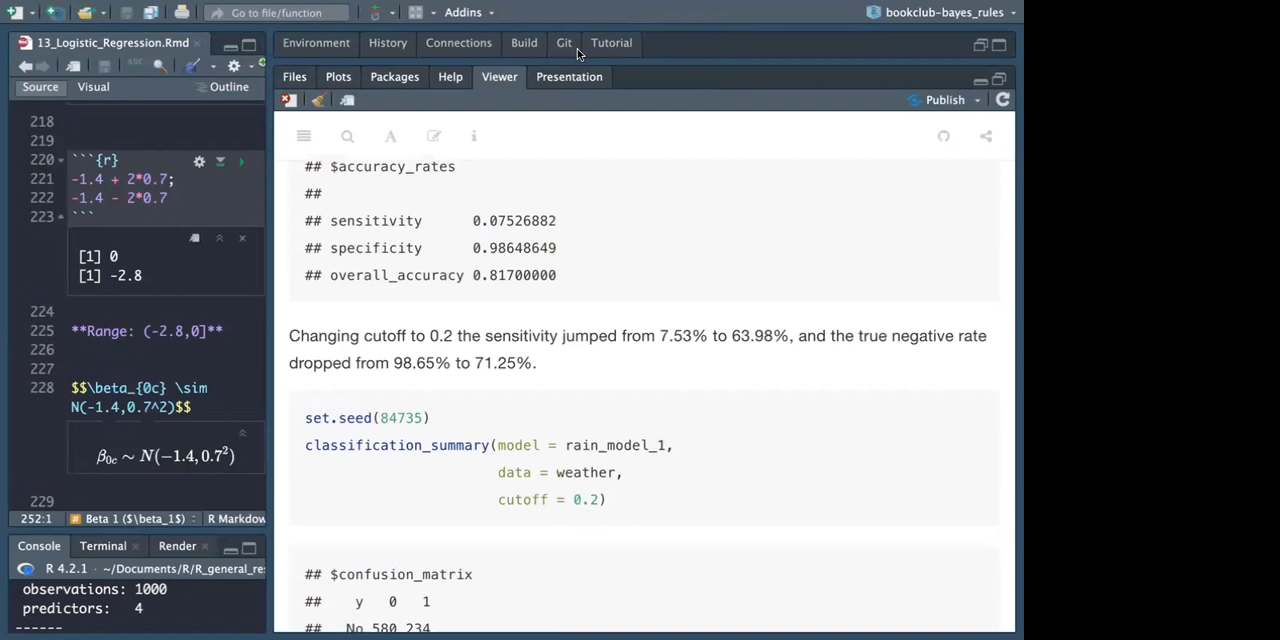 Go to file/function
Addins
bookclub-bayes_rules
13_Logistic_Regression.Rmd
Source
Visual
Outline
218
219
220 ```{r}
221 -1.4 + 2*0.7;
222 -1.4 - 2*0.7
223 ```
[1] 0
[1] -2.8
224
225 **Range: (-2.8,0]**
226
227
228 $$\beta_{0c} \sim
N(-1.4,0.7^2)$$
β0c ∼ N(−1.4, 0.7²)
229
252:1
Beta 1 ($\beta_1$)
R Markdown
Console
Terminal
Render
R 4.2.1 · ~/Documents/R/R_general_res
observations: 1000
predictors: 4
------
Environment
History
Connections
Build
Git
Tutorial
Files
Plots
Packages
Help
Viewer
Presentation
Publish
## $accuracy_rates
##
## sensitivity 0.07526882
## specificity 0.98648649
## overall_accuracy 0.81700000
Changing cutoff to 0.2 the sensitivity jumped from 7.53% to 63.98%, and the true negative rate
dropped from 98.65% to 71.25%.
set.seed(84735)
classification_summary(model = rain_model_1,
data = weather,
cutoff = 0.2)
## $confusion_matrix
## y 0 1
## No 580 234